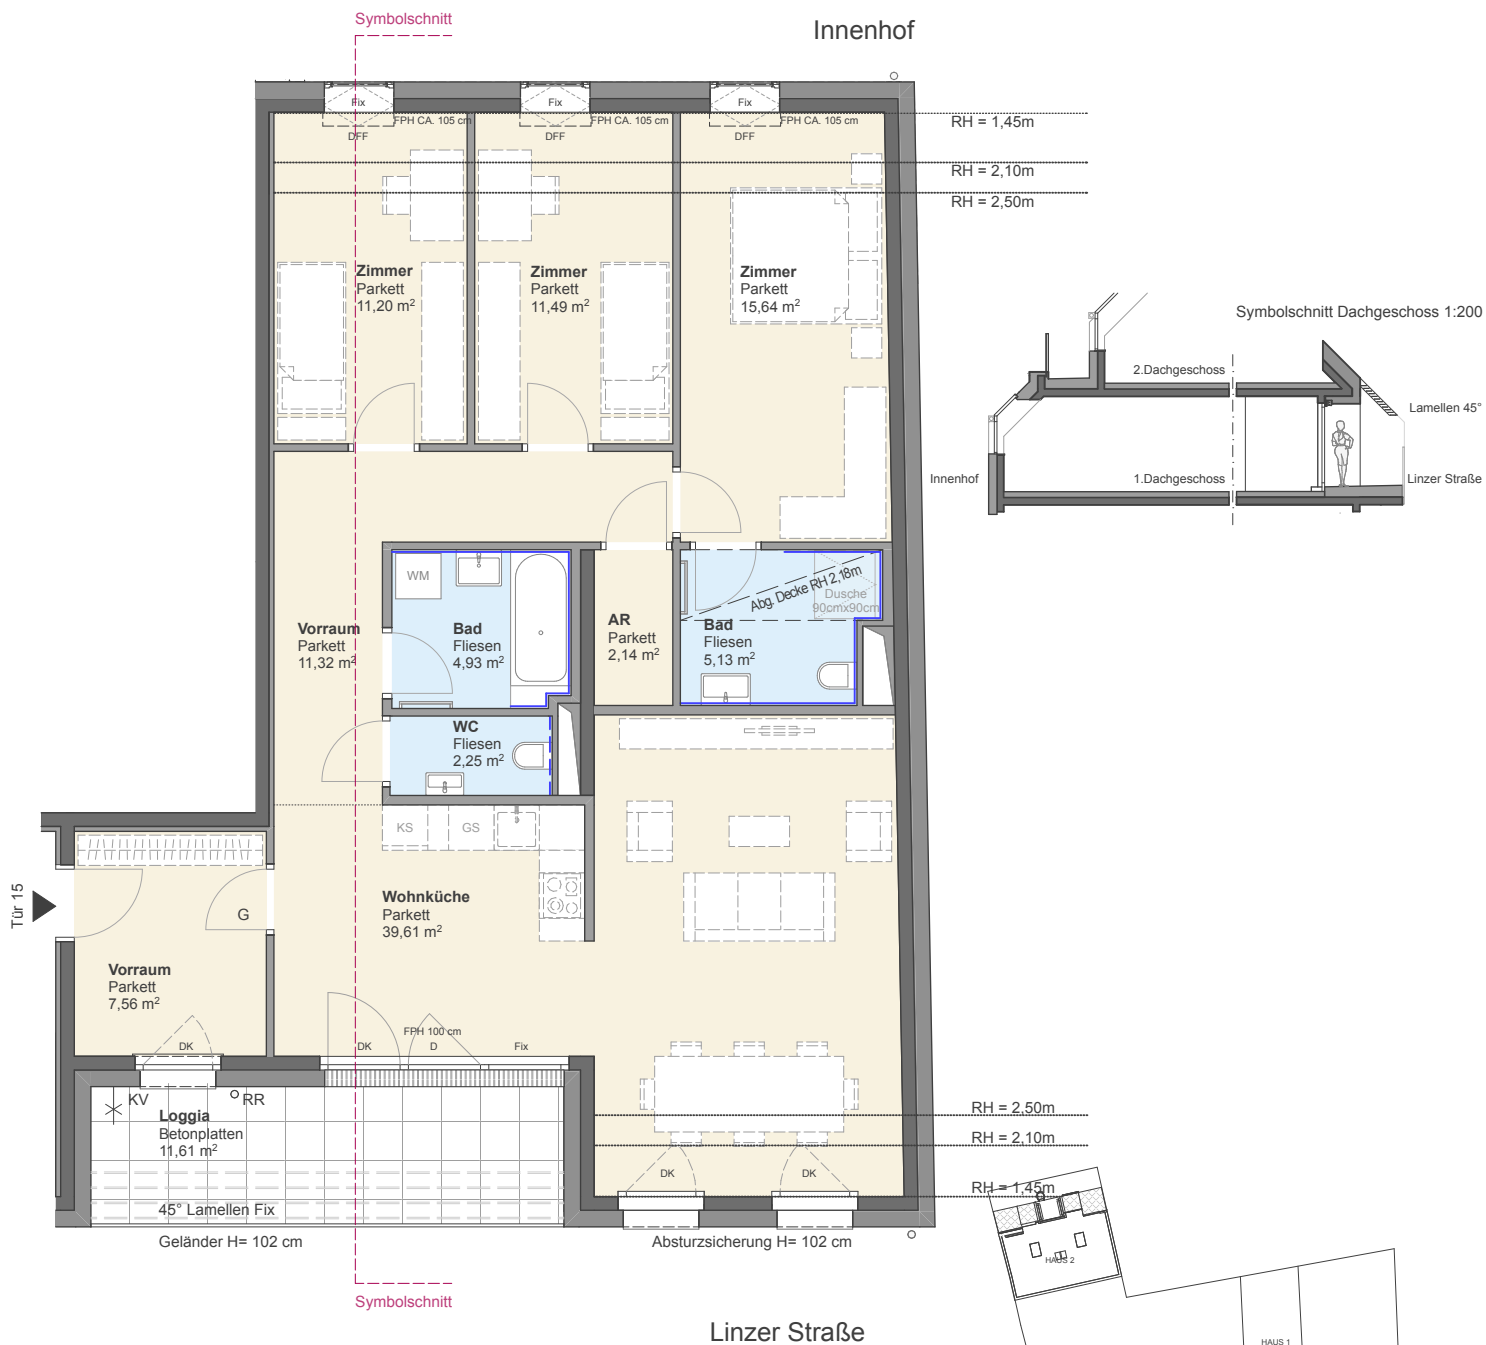 Symbolschnitt
Innenhof
Fix
Fix
Fix
FPH CA. 105 cm
FPH CA. 105 cm
FPH CA. 105 cm
DFF
DFF
DFF
RH = 1,45m
RH = 2,10m
RH = 2,50m
Zimmer
Parkett
11,20 m²
Zimmer
Parkett
11,49 m²
Zimmer
Parkett
15,64 m²
Symbolschnitt Dachgeschoss 1:200
2.Dachgeschoss
Lamellen 45°
Innenhof
1.Dachgeschoss
Linzer Straße
WM
Bad
Fliesen
4,93 m²
Vorraum
Parkett
11,32 m²
AR
Parkett
2,14 m²
Abg. Decke RH 2,18m
Dusche
90cmx90cm
Bad
Fliesen
5,13 m²
WC
Fliesen
2,25 m²
KS
GS
Tür 15
G
Wohnküche
Parkett
39,61 m²
Vorraum
Parkett
7,56 m²
DK
FPH 100 cm
DK
D
Fix
KV
RR
Loggia
Betonplatten
11,61 m²
45° Lamellen Fix
Geländer H= 102 cm
DK
DK
Absturzsicherung H= 102 cm
RH = 2,50m
RH = 2,10m
RH = 1,45m
HAUS 2
HAUS 1
Symbolschnitt
Linzer Straße